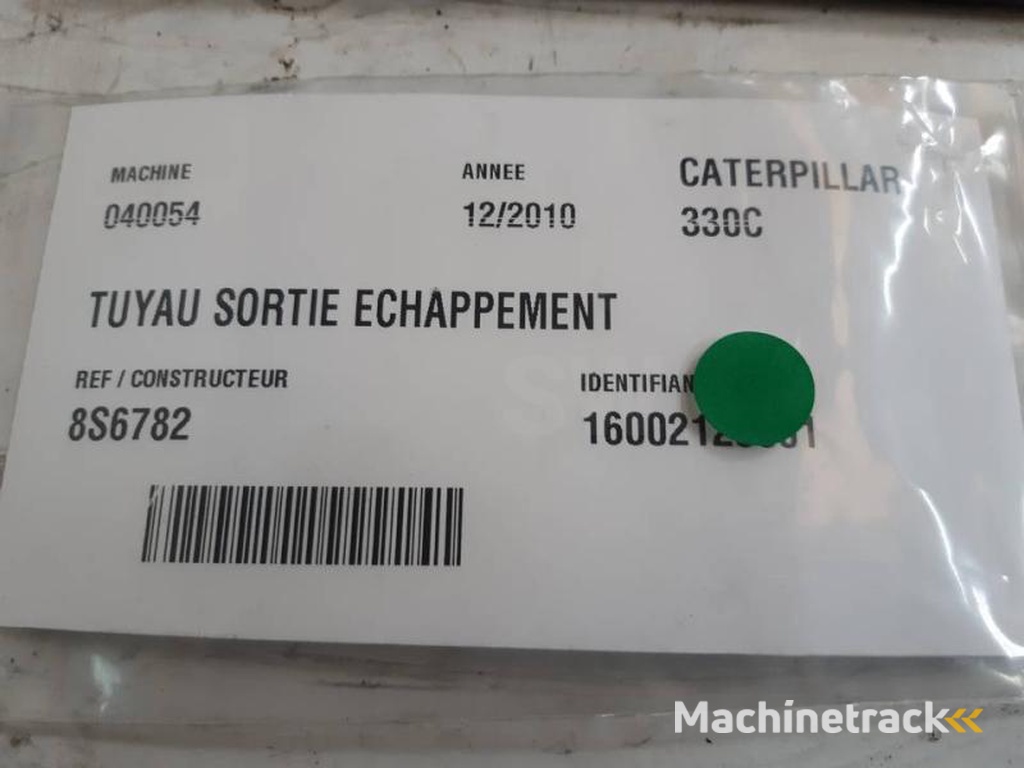 MACHINE ANNEE CATERPILLAR
040054 12/2010 330C
TUYAU SORTIE ECHAPPEMENT
REF / CONSTRUCTEUR
8S6782
Machinetrack